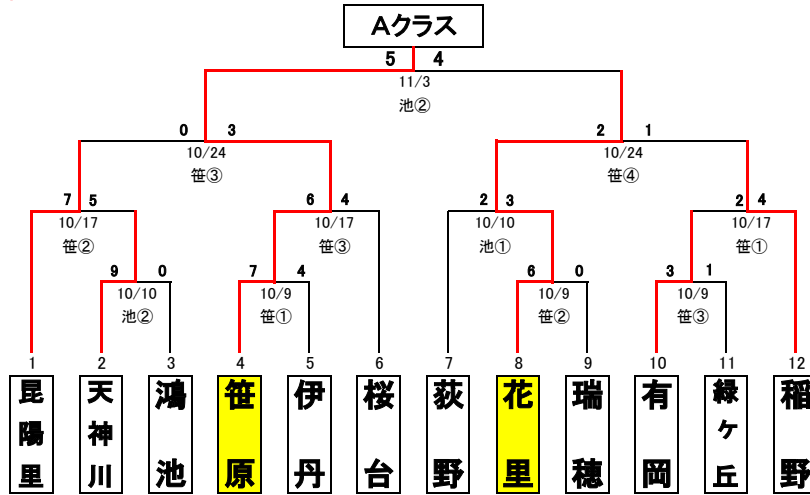 Aクラス
5 4
11/3
池②
0 3
10/24
笹③
2 1
10/24
笹④
7 5
10/17
笹②
6 4
10/17
笹③
2 3
10/10
池①
2 4
10/17
笹①
9 0
10/10
池②
7 4
10/9
笹①
6 0
10/9
笹②
3 1
10/9
笹③
1 2 3 4 5 6 7 8 9 10 11 12
昆陽里
天神川
鴻池
笹原
伊丹
桜台
荻野
花里
瑞穂
有岡
緑ケ丘
稲野